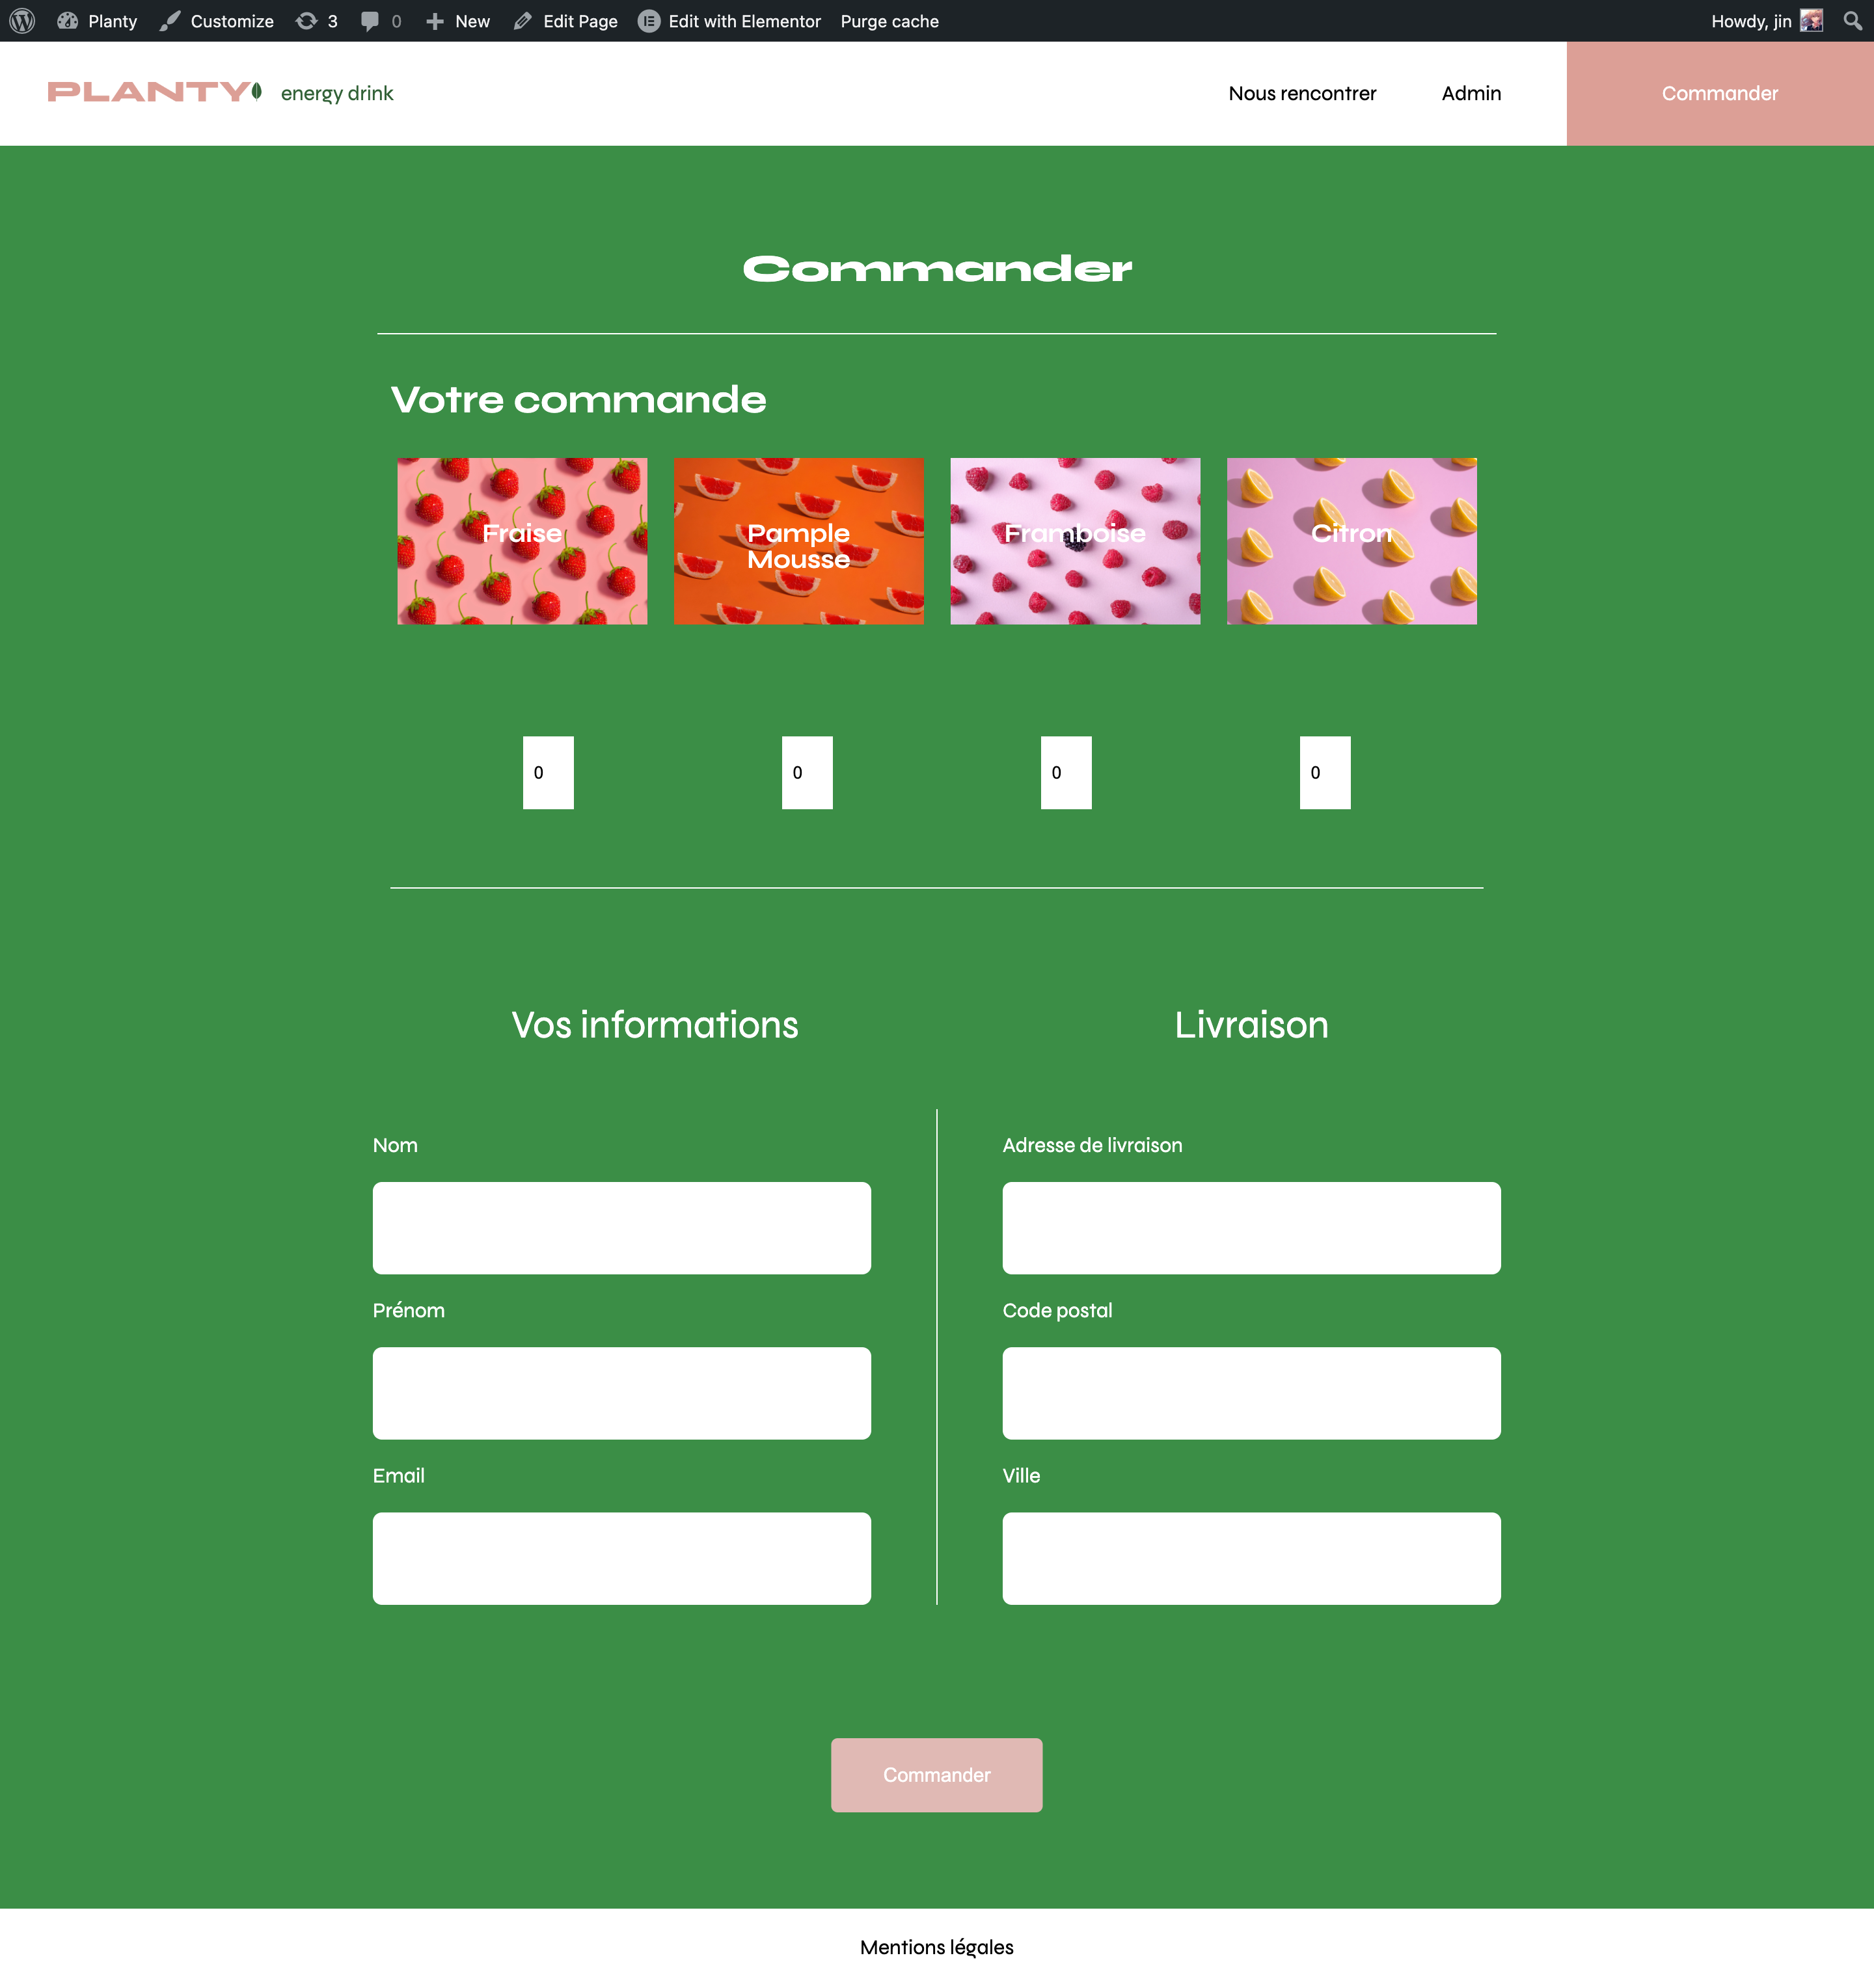 Planty Customize 3 0 New Edit Page Edit with Elementor Purge cache Howdy, jin
PLANTY energy drink Nous rencontrer Admin Commander
Commander
Votre commande
Fraise
Pample
Mousse
Framboise
Citron
0 0 0 0
Vos informations
Livraison
Nom
Adresse de livraison
Prénom
Code postal
Email
Ville
Commander
Mentions légales